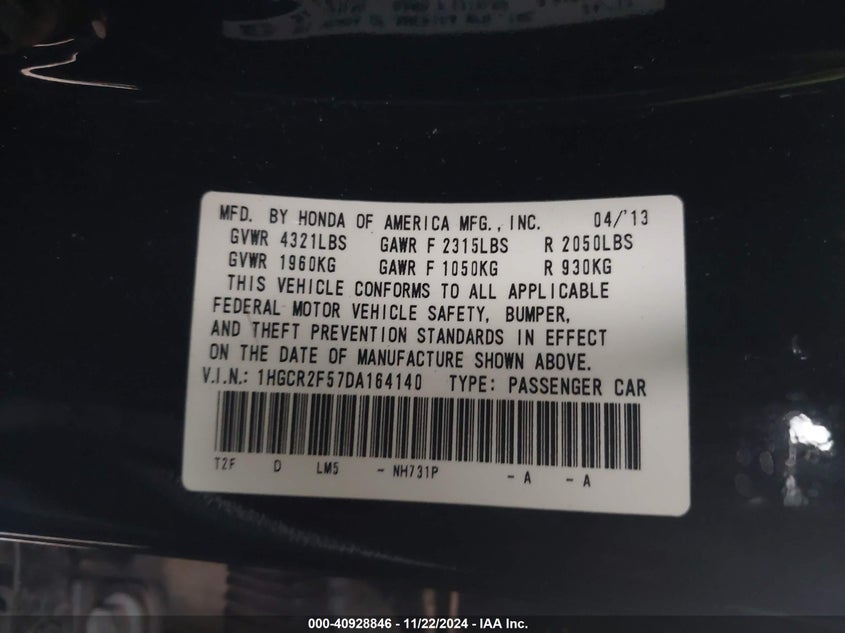 MFD. BY HONDA OF AMERICA MFG., INC. 04/'13
GVWR 4321LBS GAWR F 2315LBS R 2050LBS
GVWR 1960KG GAWR F 1050KG R 930KG
THIS VEHICLE CONFORMS TO ALL APPLICABLE
FEDERAL MOTOR VEHICLE SAFETY, BUMPER,
AND THEFT PREVENTION STANDARDS IN EFFECT
ON THE DATE OF MANUFACTURE SHOWN ABOVE.
V.I.N.: 1HGCR2F57DA164140 TYPE: PASSENGER CAR
T2F D LM5 - NH731P - A - A
000-40928846 - 11/22/2024 - IAA Inc.